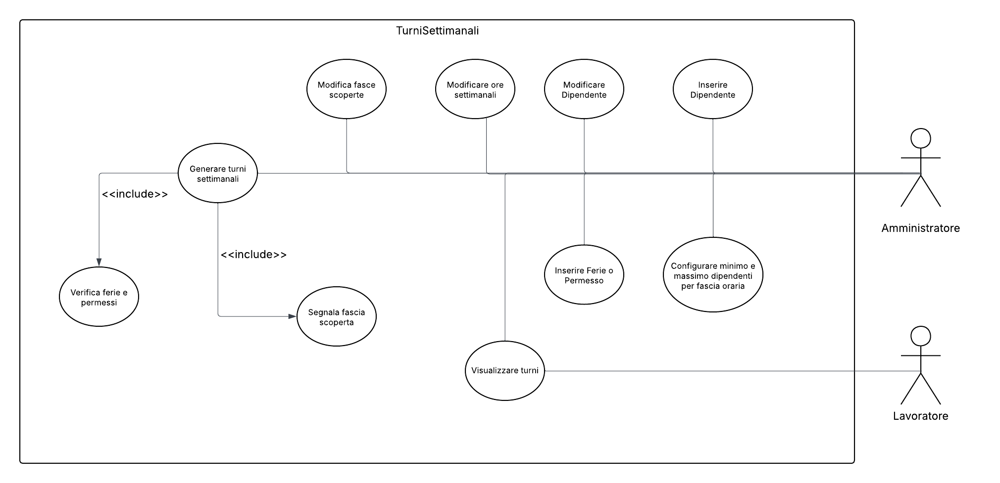 TurniSettimanali
Modifica fasce
scoperte
Modificare ore
settimanali
Modificare
Dipendente
Inserire
Dipendente
Generare turni
settimanali
<<include>>
Amministratore
<<include>>
Inserire Ferie o
Permesso
Configurare minimo e
massimo dipendenti
per fascia oraria
Verifica ferie e
permessi
Segnala fascia
scoperta
Visualizzare turni
Lavoratore